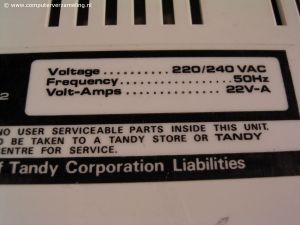 © www.computerverzameling.nl
Voltage........... 220/240 VAC
Frequency................. 50Hz
Volt-Amps.............. 22V-A
2
NO USER SERVICEABLE PARTS INSIDE THIS UNIT.
O BE TAKEN TO A TANDY STORE OR TANDY
CENTRE FOR SERVICE.
f Tandy Corporation Liabilities